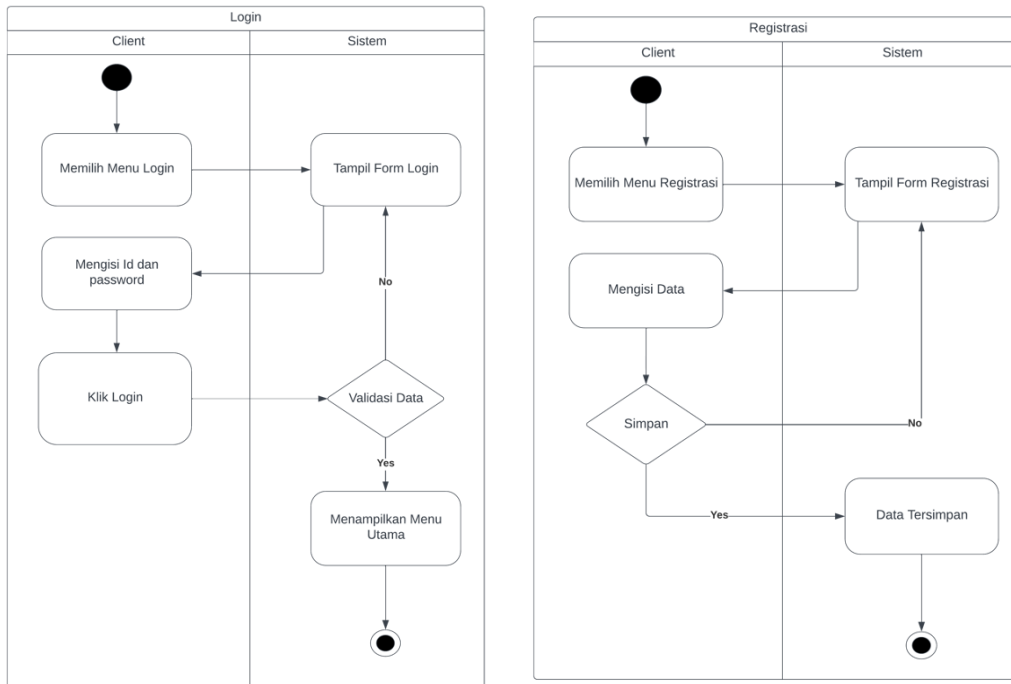 Login
Client
Sistem
Memilih Menu Login
Tampil Form Login
Mengisi Id dan
password
No
Klik Login
Validasi Data
Yes
Menampilkan Menu
Utama
Registrasi
Client
Sistem
Memilih Menu Registrasi
Tampil Form Registrasi
Mengisi Data
Simpan
No
Yes
Data Tersimpan